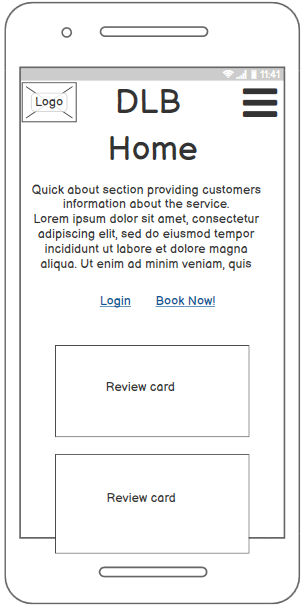 11:41
Logo
DLB
Home
Quick about section providing customers
information about the service.
Lorem ipsum dolor sit amet, consectetur
adipiscing elit, sed do eiusmod tempor
incididunt ut labore et dolore magna
aliqua. Ut enim ad minim veniam, quis
Login Book Now!
Review card
Review card